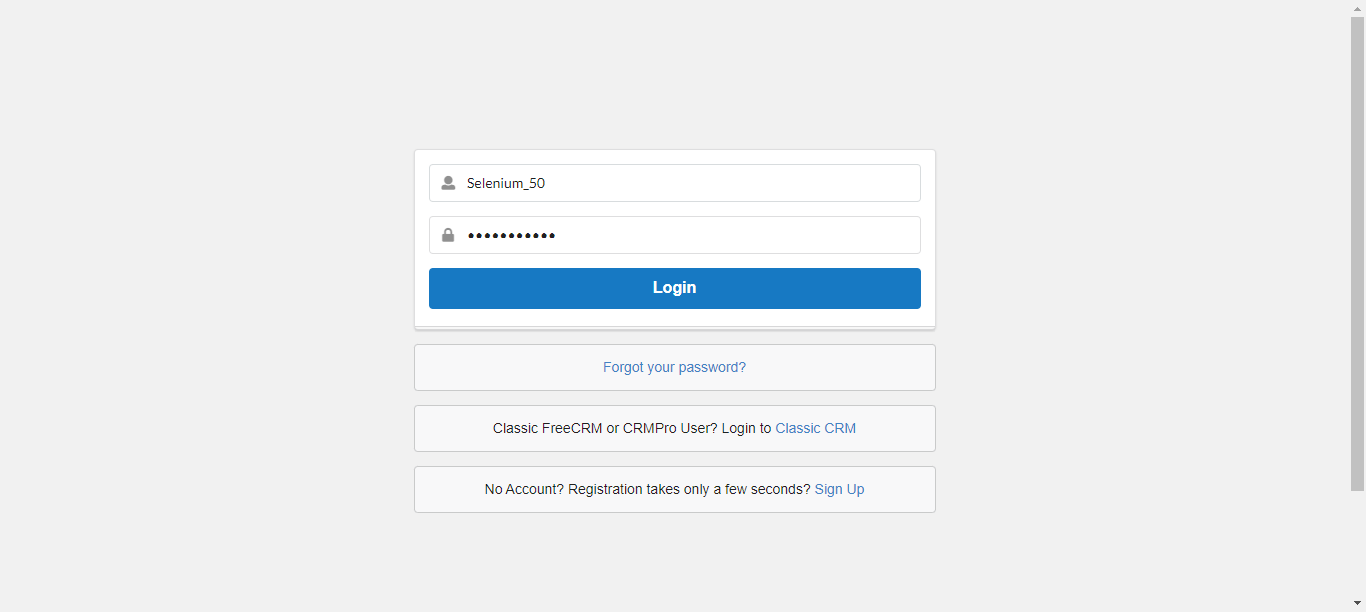 Selenium_50
•••••••••••
Login
Forgot your password?
Classic FreeCRM or CRMPro User? Login to Classic CRM
No Account? Registration takes only a few seconds? Sign Up